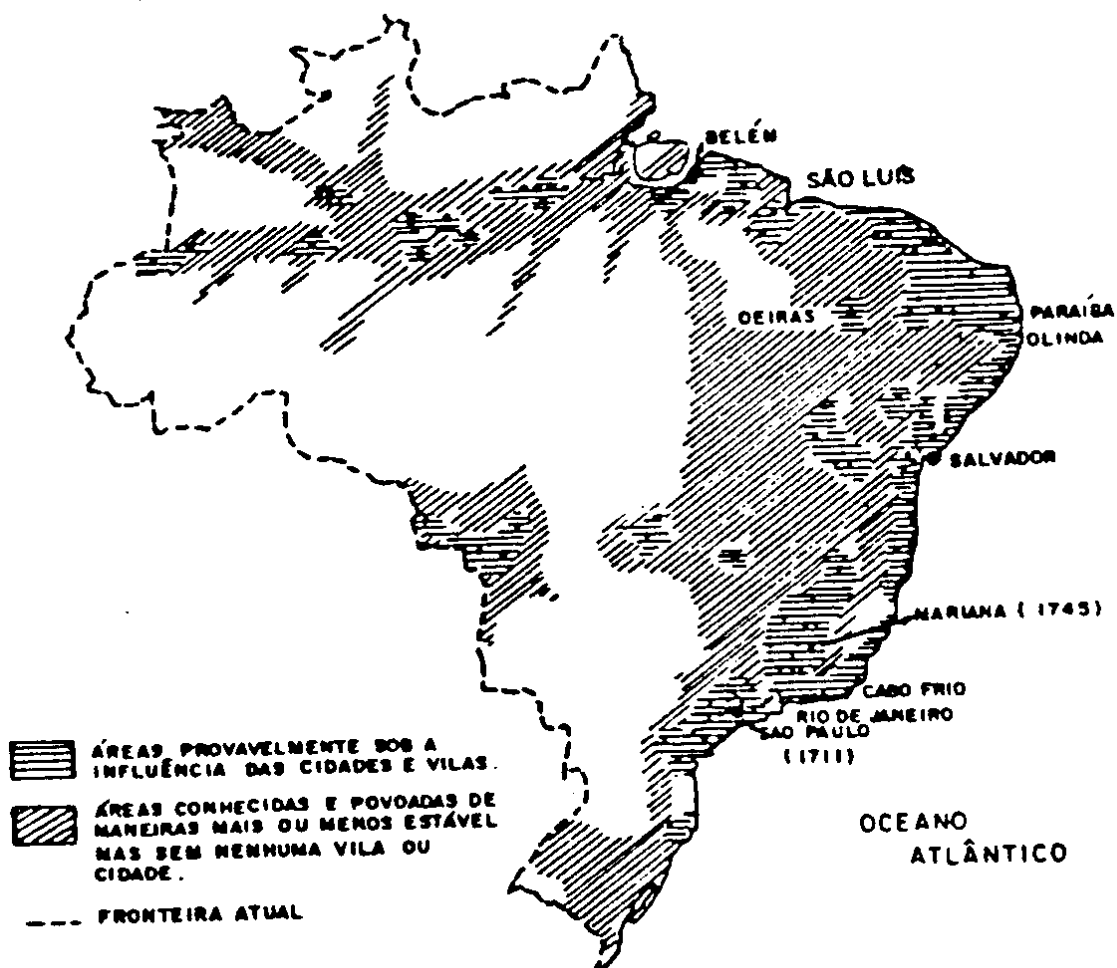 BELÉN
SÃO LUÍS
OEIRAS
PARAÍBA
OLINDA
SALVADOR
MARIANA (1745)
CABO FRIO
RIO DE JANEIRO
SAO PAULO
(1711)
ÁREAS PROVAVELMENTE SOB A
INFLUÊNCIA DAS CIDADES E VILAS.
ÁREAS CONHECIDAS E POVOADAS DE
MANEIRAS MAIS OU MENOS ESTÁVEL
MAS SEM NENHUMA VILA OU
CIDADE.
FRONTEIRA ATUAL
OCEANO
ATLÂNTICO